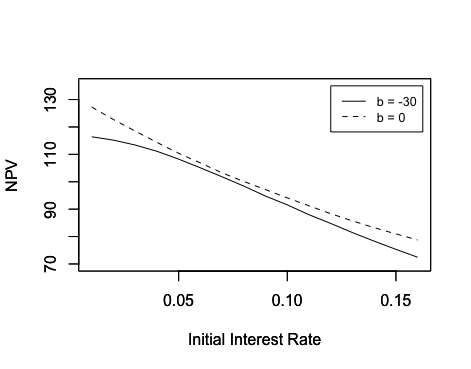 b = -30
b = 0
130
110
90
70
NPV
0.05
0.10
0.15
Initial Interest Rate